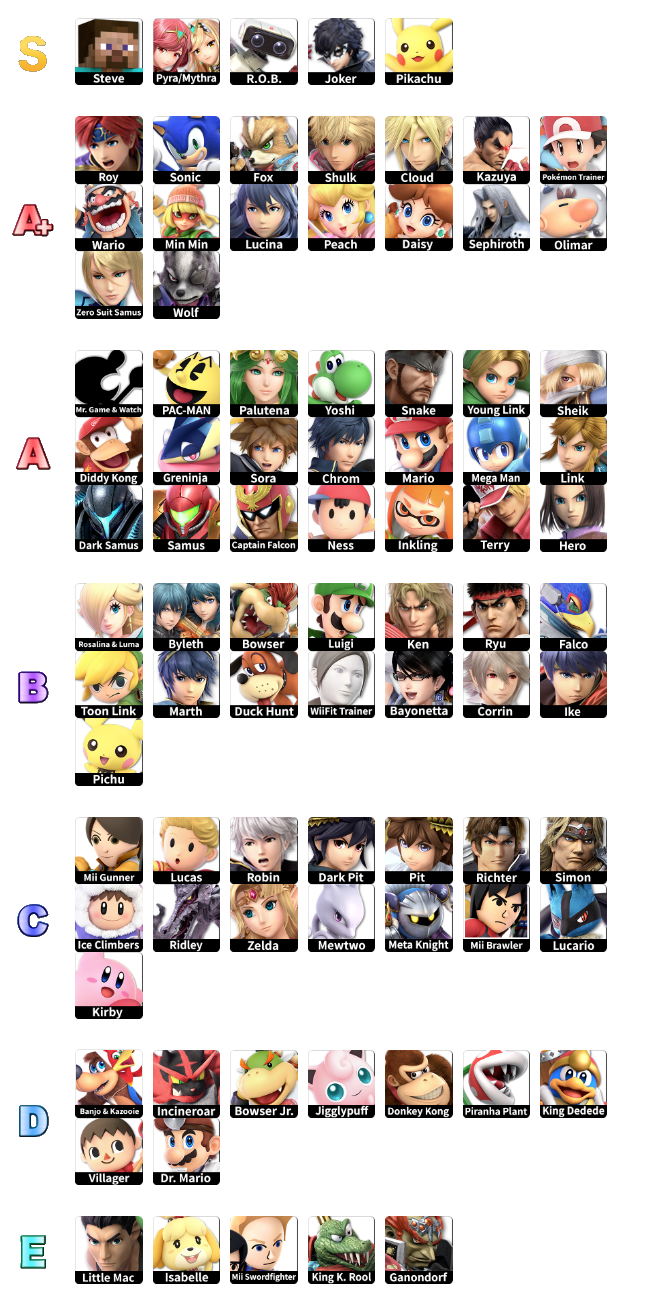 S
Steve Pyra/Mythra R.O.B. Joker Pikachu
A+
Roy Sonic Fox Shulk Cloud Kazuya Pokémon Trainer
Wario Min Min Lucina Peach Daisy Sephiroth Olimar
Zero Suit Samus Wolf
A
Mr. Game & Watch PAC-MAN Palutena Yoshi Snake Young Link Sheik
Diddy Kong Greninja Sora Chrom Mario Mega Man Link
Dark Samus Samus Captain Falcon Ness Inkling Terry Hero
B
Rosalina & Luma Byleth Bowser Luigi Ken Ryu Falco
Toon Link Marth Duck Hunt WiiFit Trainer Bayonetta Corrin Ike
Pichu
C
Mii Gunner Lucas Robin Dark Pit Pit Richter Simon
Ice Climbers Ridley Zelda Mewtwo Meta Knight Mii Brawler Lucario
Kirby
D
Banjo & Kazooie Incineroar Bowser Jr. Jigglypuff Donkey Kong Piranha Plant King Dedede
Villager Dr. Mario
E
Little Mac Isabelle Mii Swordfighter King K. Rool Ganondorf